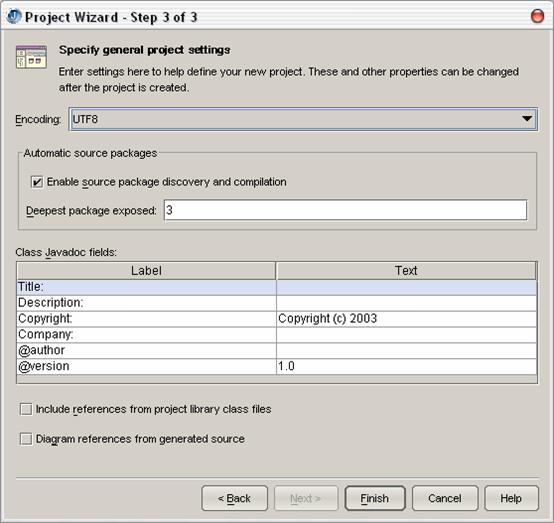 Project Wizard - Step 3 of 3
Specify general project settings
Enter settings here to help define your new project. These and other properties can be changed
after the project is created.
Encoding: UTF8
Automatic source packages
Enable source package discovery and compilation
Deepest package exposed: 3
Class Javadoc fields:
Label Text
Title:
Description:
Copyright: Copyright (c) 2003
Company:
@author
@version 1.0
Include references from project library class files
Diagram references from generated source
< Back Next > Finish Cancel Help